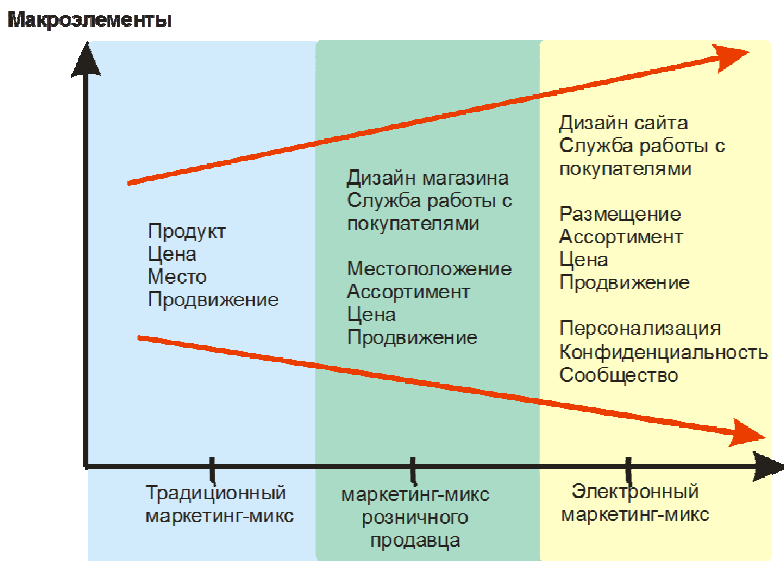 Макроэлементы
Продукт
Цена
Место
Продвижение
Дизайн магазина
Служба работы с
покупателями
Местоположение
Ассортимент
Цена
Продвижение
Дизайн сайта
Служба работы с
покупателями
Размещение
Ассортимент
Цена
Продвижение
Персонализация
Конфиденциальность
Сообщество
Традиционный
маркетинг-микс
маркетинг-микс
розничного
продавца
Электронный
маркетинг-микс